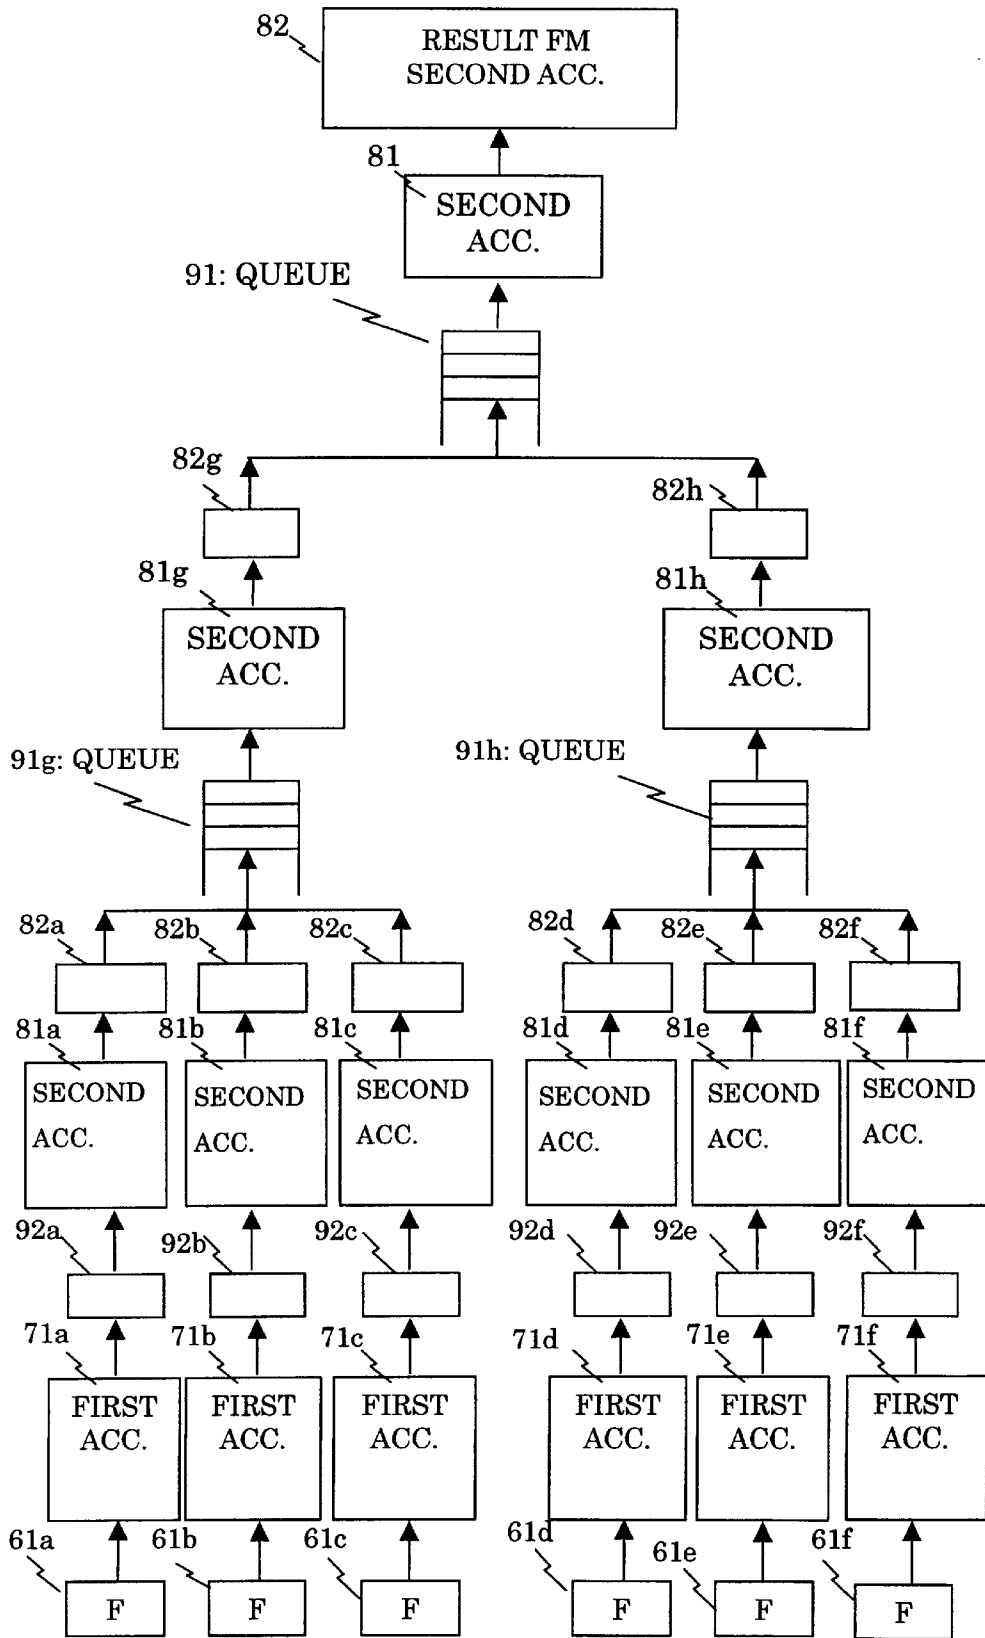 82
RESULT FM
SECOND ACC.
81
SECOND
ACC.
91: QUEUE
82g
82h
81g
81h
SECOND
ACC.
SECOND
ACC.
91g: QUEUE
91h: QUEUE
82a
82b
82c
82d
82e
82f
81a
81b
81c
81d
81e
81f
SECOND
ACC.
SECOND
ACC.
SECOND
ACC.
SECOND
ACC.
SECOND
ACC.
SECOND
ACC.
92a
92b
92c
92d
92e
92f
71a
71b
71c
71d
71e
71f
FIRST
ACC.
FIRST
ACC.
FIRST
ACC.
FIRST
ACC.
FIRST
ACC.
FIRST
ACC.
61a
61b
61c
61d
61e
61f
F
F
F
F
F
F